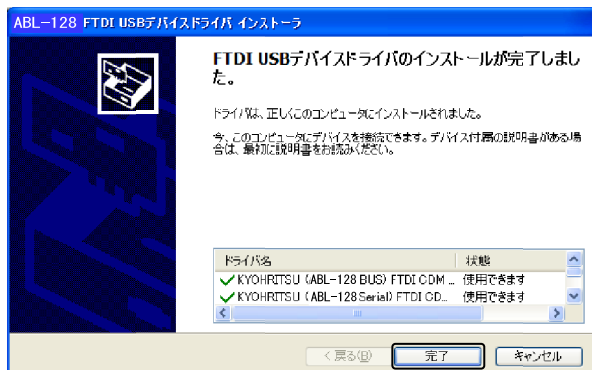 ABL-128 FTDI USBデバイスドライバ インストーラ
FTDI USBデバイスドライバのインストールが完了しまし
た。
ドライバは、正しくこのコンピュータにインストールされました。
今、このコンピュータにデバイスを接続できます。デバイス付属の説明書がある場
合は、最初に説明書をお読みください。
ドライバ名 状態
KYOHRITSU (ABL-128 BUS) FTDI CDM ... 使用できます
KYOHRITSU (ABL-128 Serial) FTDI CD... 使用できます
< 戻る(B) 完了 キャンセル